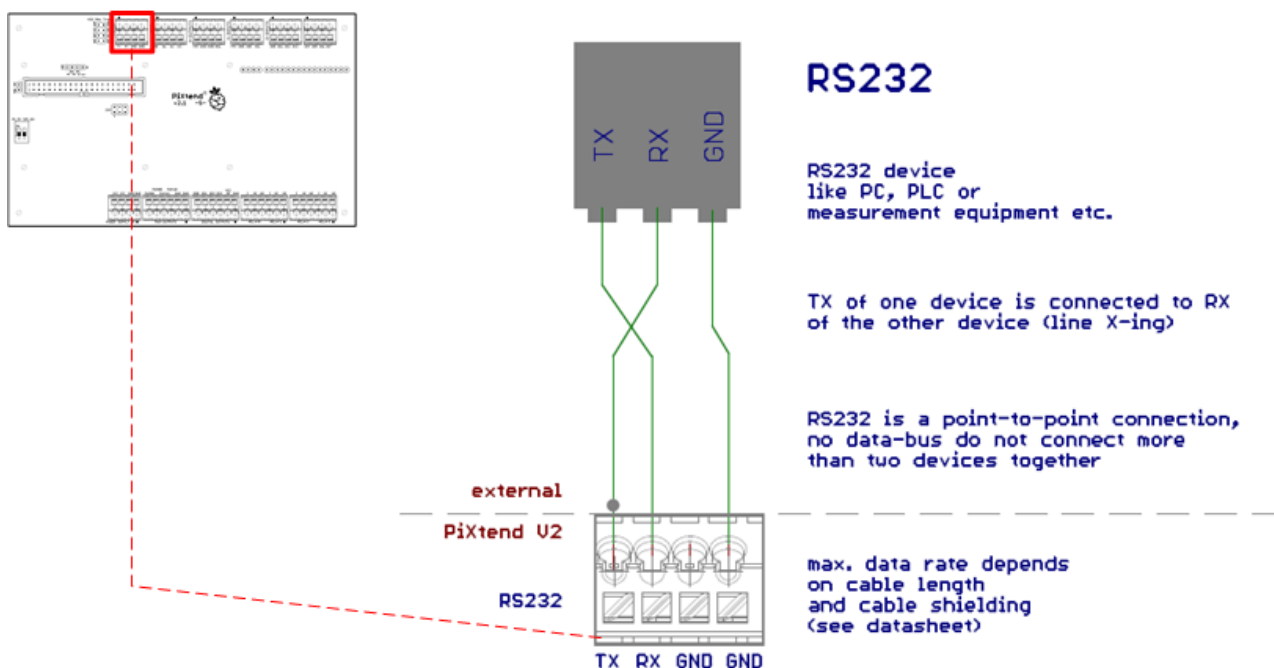 PiXtend
TX
RX
GND
RS232
RS232 device
like PC, PLC or
measurement equipment etc.
TX of one device is connected to RX
of the other device (line X-ing)
RS232 is a point-to-point connection,
no data-bus do not connect more
than two devices together
external
PiXtend V2
RS232
max. data rate depends
on cable length
and cable shielding
(see datasheet)
TX RX GND GND